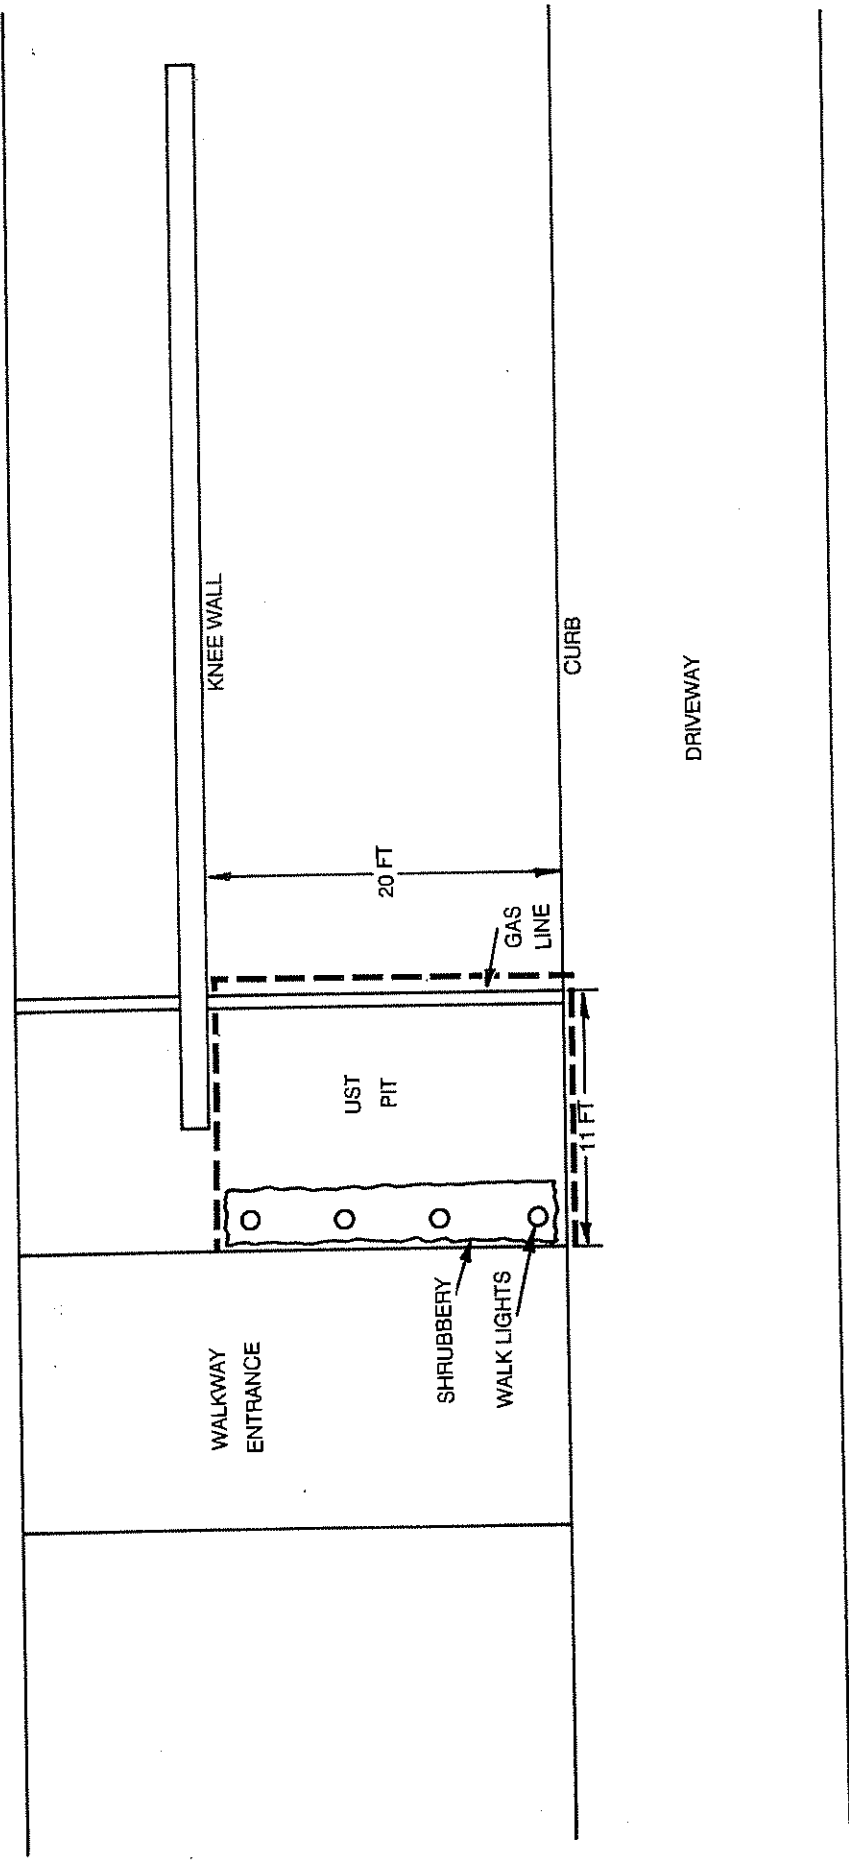 WALKWAY
ENTRANCE
SHRUBBERY
WALK LIGHTS
UST
PIT
11 FT
GAS
LINE
20 FT
KNEE WALL
CURB
DRIVEWAY